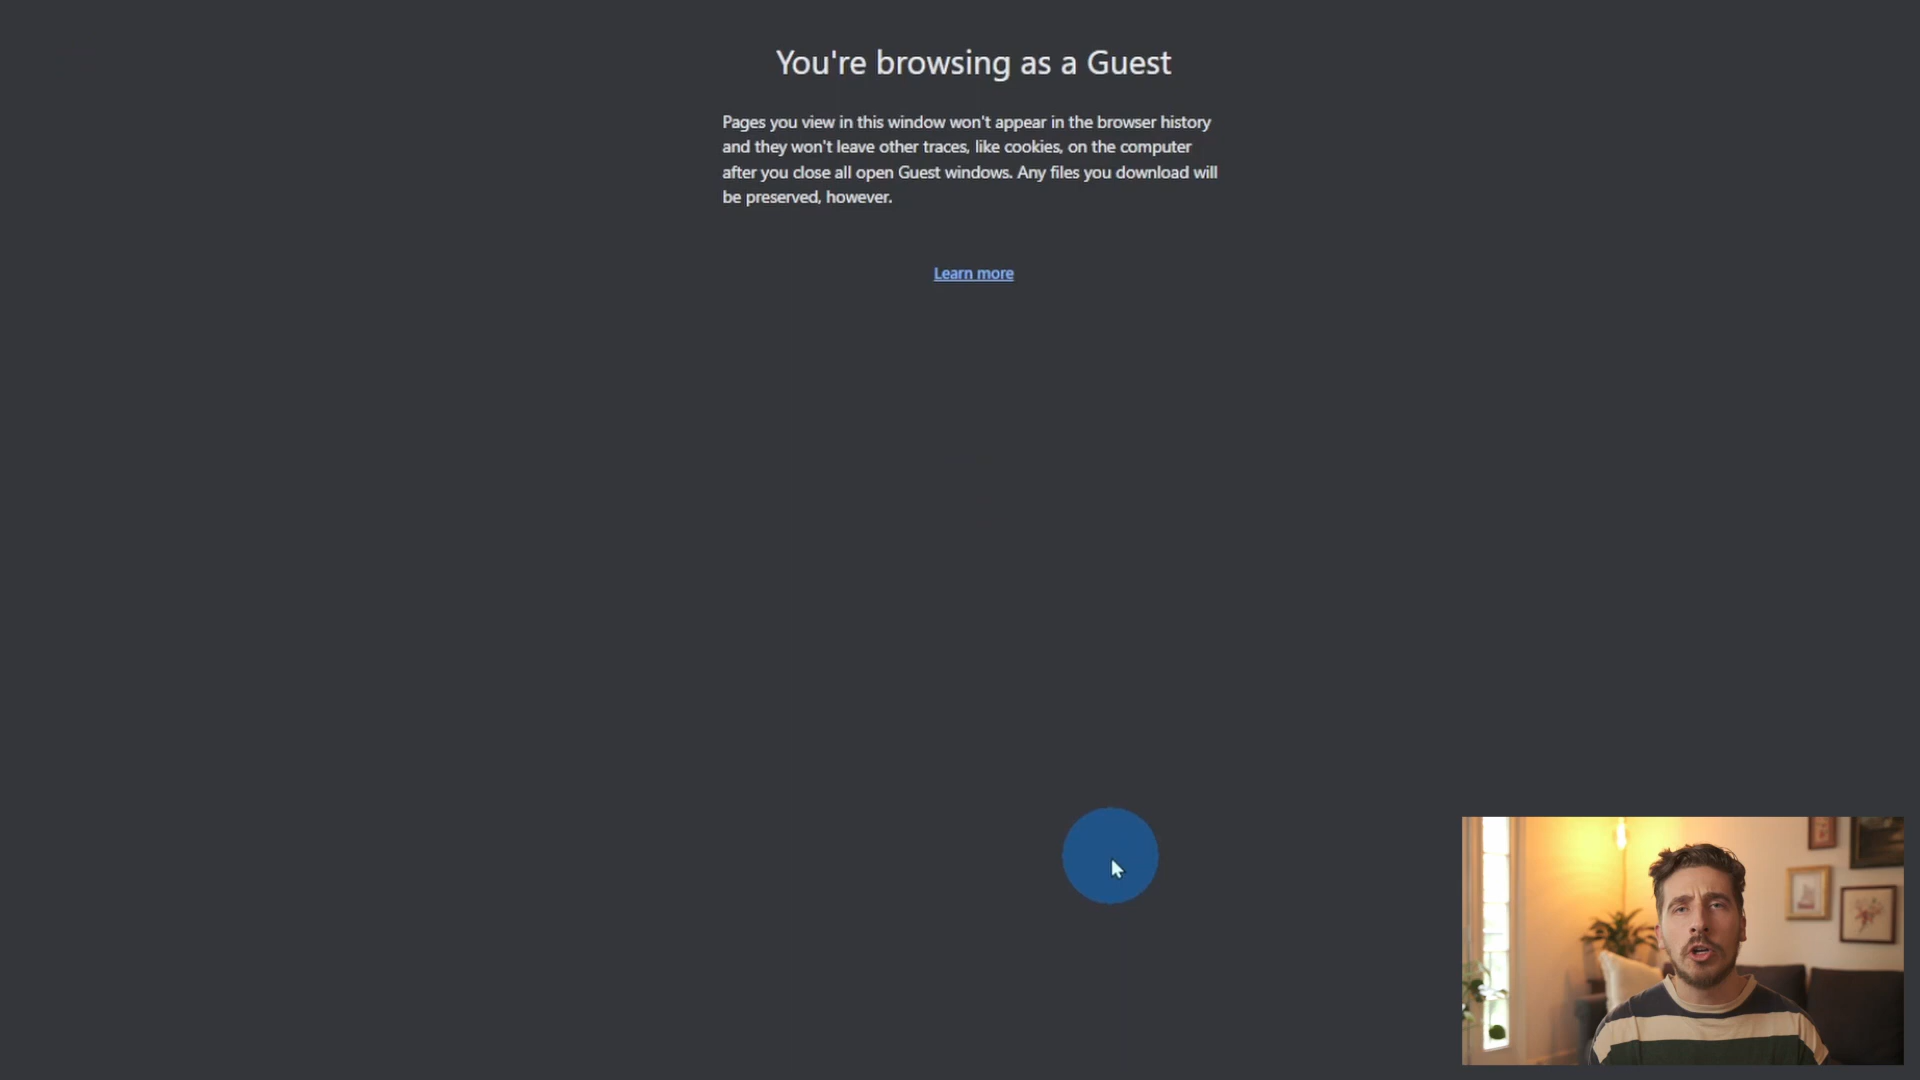 You're browsing as a Guest
Pages you view in this window won't appear in the browser history
and they won't leave other traces, like cookies, on the computer
after you close all open Guest windows. Any files you download will
be preserved, however.
Learn more